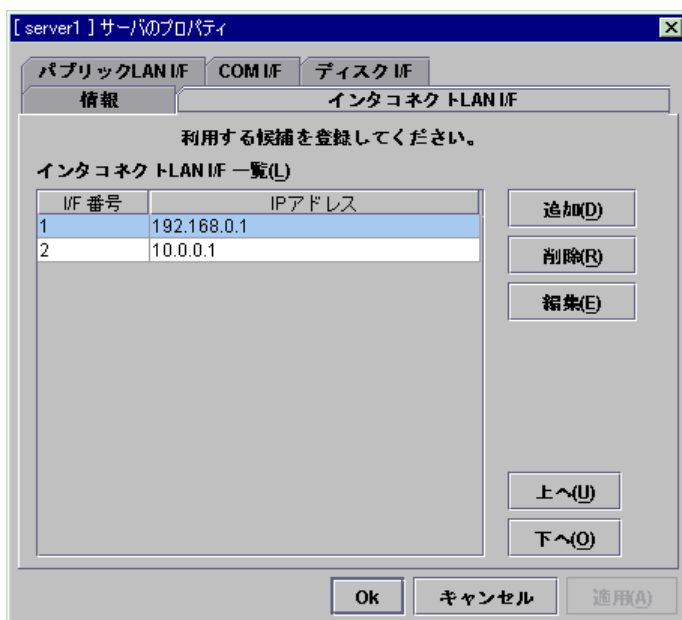 [ server1 ] サーバのプロパティ
パブリックLAN I/F COM I/F ディスク I/F
情報 インタコネクトLAN I/F
利用する候補を登録してください。
インタコネクトLAN I/F 一覧(L)
I/F 番号 IPアドレス
1 192.168.0.1
2 10.0.0.1
追加(D)
削除(R)
編集(E)
上へ(U)
下へ(O)
Ok キャンセル 適用(A)